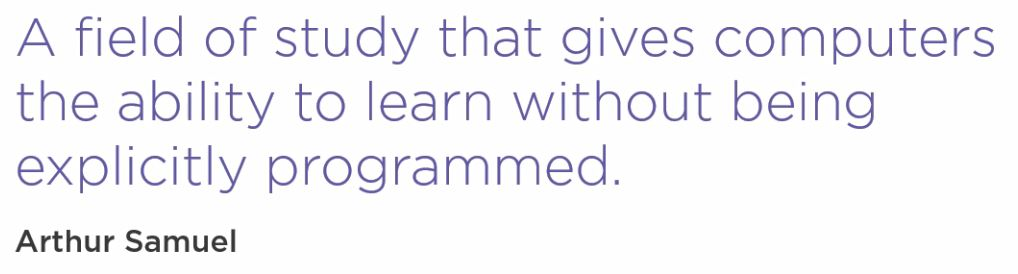 A field of study that gives computers
the ability to learn without being
explicitly programmed.
Arthur Samuel